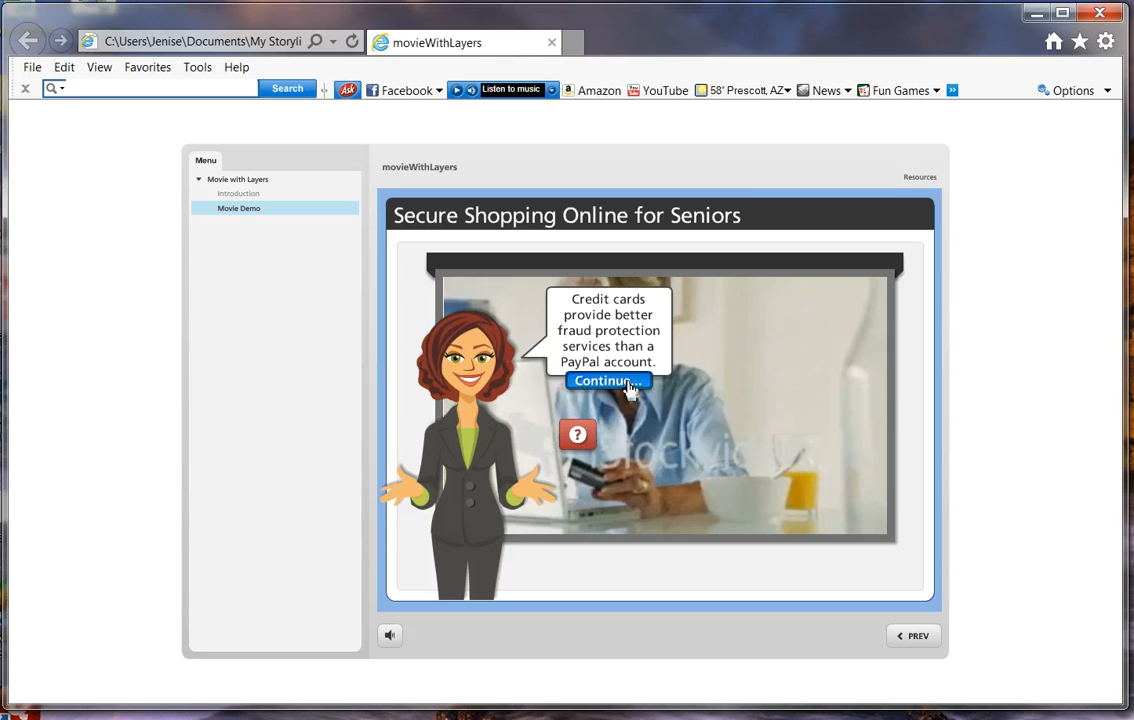 C:\Users\Jenise\Documents\My Storyli
movieWithLayers
File Edit View Favorites Tools Help
Search
Ask
Facebook
Listen to music
Amazon
YouTube
58° Prescott, AZ
News
Fun Games
Options
Menu
Movie with Layers
Introduction
Movie Demo
movieWithLayers
Resources
Secure Shopping Online for Seniors
Credit cards
provide better
fraud protection
services than a
PayPal account.
Continue...
?
PREV